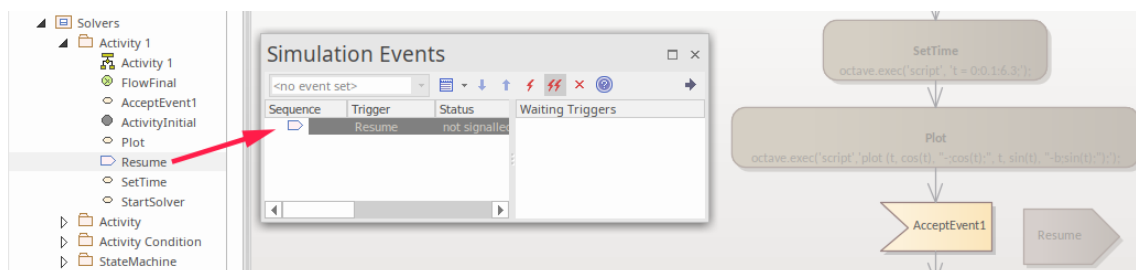 Solvers
Activity 1
Activity 1
FlowFinal
AcceptEvent1
ActivityInitial
Plot
Resume
SetTime
StartSolver
Activity
Activity Condition
StateMachine
Simulation Events
<no event set>
Sequence Trigger Status Waiting Triggers
Resume not signalled
SetTime
octave.exec('script', 't = 0:0.1:6.3;');
Plot
octave.exec('script','plot (t, cos(t), "-;cos(t);", t, sin(t), "-b;sin(t);");');
AcceptEvent1
Resume